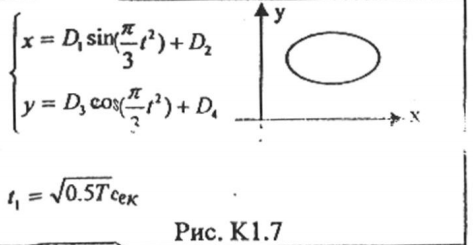 x = D₁ sin(π/3 t²) + D₂
y = D₃ cos(π/3 t²) + D₄
y
x
t₁ = √0.5T сек
Рис. К1.7